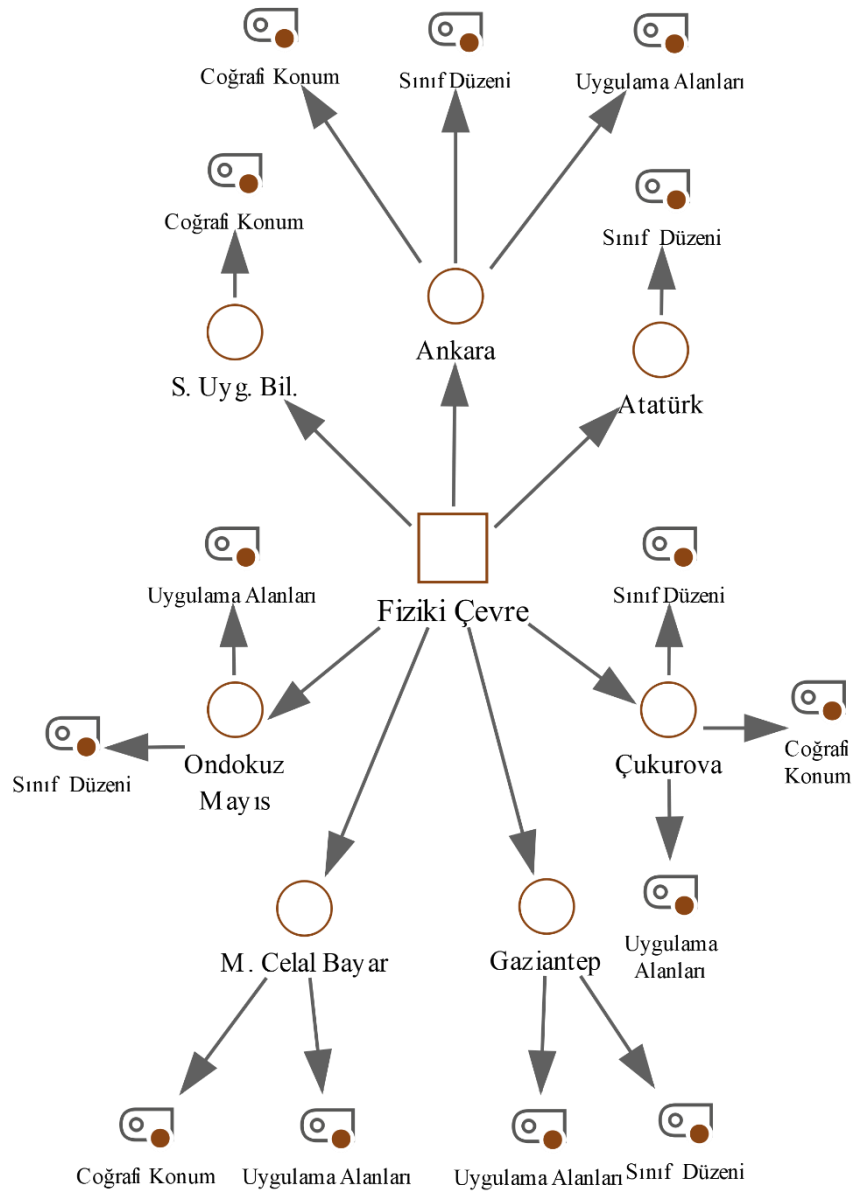 Coğrafi Konum
Sınıf Düzeni
Uygulama Alanları
Coğrafi Konum
Sınıf Düzeni
Ankara
S. Uyg. Bil.
Atatürk
Uygulama Alanları
Sınıf Düzeni
Fiziki Çevre
Sınıf Düzeni
Ondokuz
Mayıs
Çukurova
Coğrafi
Konum
Uygulama
Alanları
M. Celal Bayar
Gaziantep
Coğrafi Konum
Uygulama Alanları
Uygulama Alanları
Sınıf Düzeni